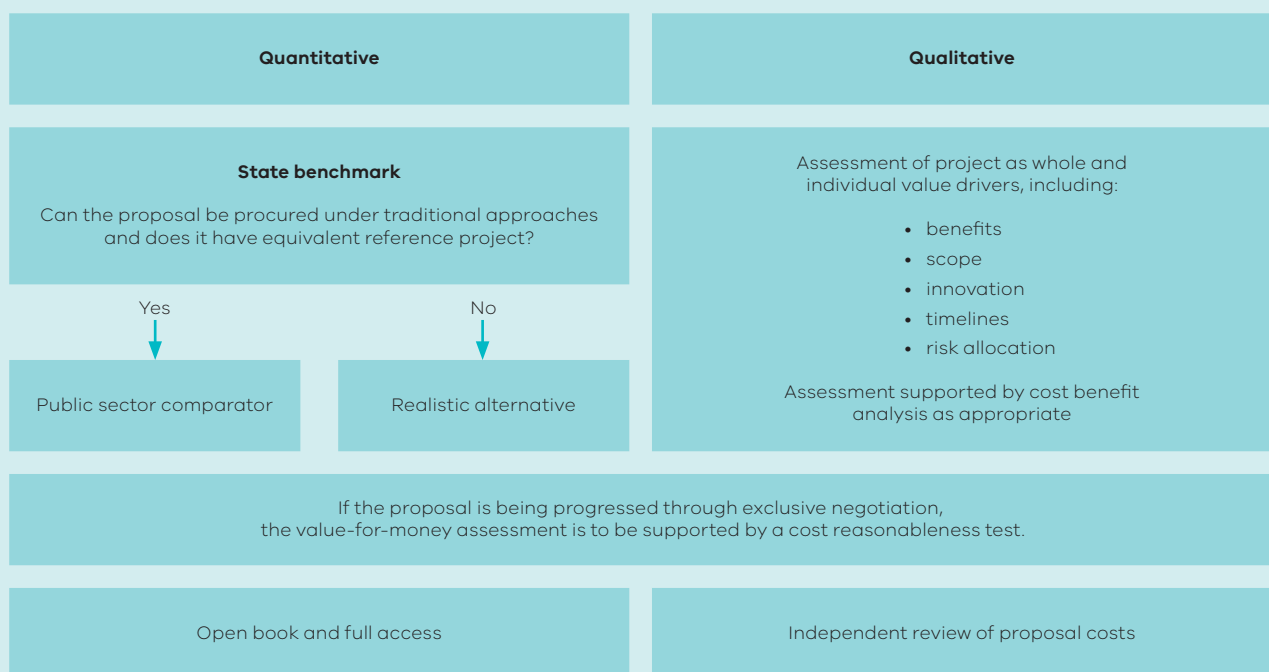 Quantitative
Qualitative
State benchmark
Can the proposal be procured under traditional approaches
and does it have equivalent reference project?
Yes
No
Public sector comparator
Realistic alternative
Assessment of project as whole and
individual value drivers, including:
• benefits
• scope
• innovation
• timelines
• risk allocation
Assessment supported by cost benefit
analysis as appropriate
If the proposal is being progressed through exclusive negotiation,
the value-for-money assessment is to be supported by a cost reasonableness test.
Open book and full access
Independent review of proposal costs